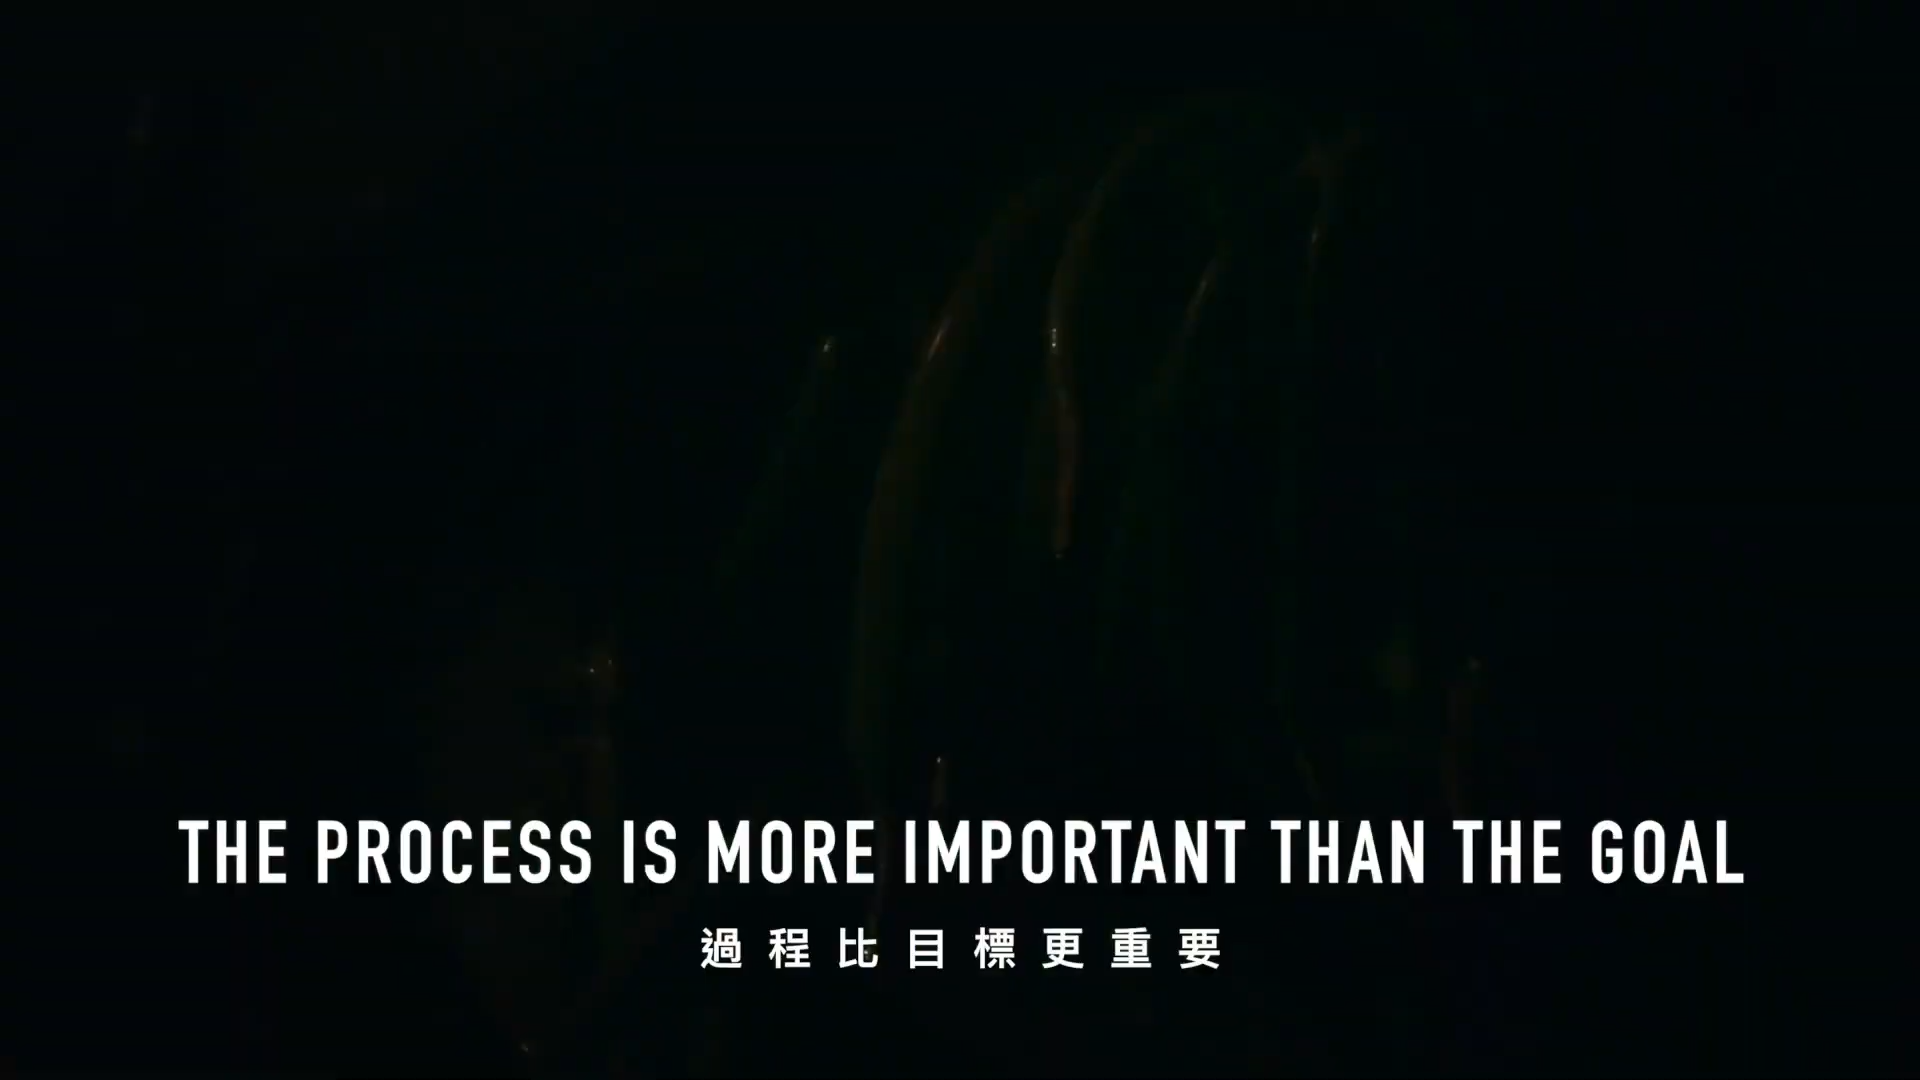 THE PROCESS IS MORE IMPORTANT THAN THE GOAL
過程比目標更重要